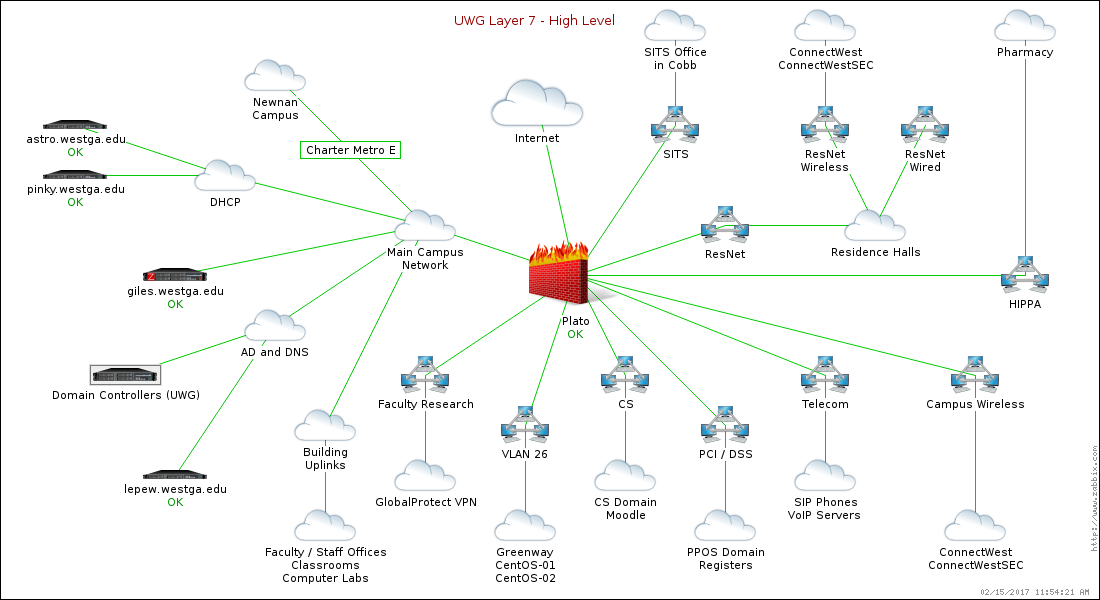 UWG Layer 7 - High Level
SITS Office
in Cobb
ConnectWest
ConnectWestSEC
Pharmacy
Newnan
Campus
Internet
astro.westga.edu
OK
Charter Metro E
SITS
ResNet
Wireless
ResNet
Wired
pinky.westga.edu
OK
DHCP
Main Campus
Network
ResNet
Residence Halls
giles.westga.edu
OK
HIPPA
Plato
OK
AD and DNS
Domain Controllers (UWG)
Faculty Research
CS
Telecom
Campus Wireless
Building
Uplinks
VLAN 26
PCI / DSS
lepew.westga.edu
OK
GlobalProtect VPN
CS Domain
Moodle
SIP Phones
VoIP Servers
Faculty / Staff Offices
Classrooms
Computer Labs
Greenway
CentOS-01
CentOS-02
PPOS Domain
Registers
ConnectWest
ConnectWestSEC
http://www.zabbix.com
02/15/2017 11:54:21 AM